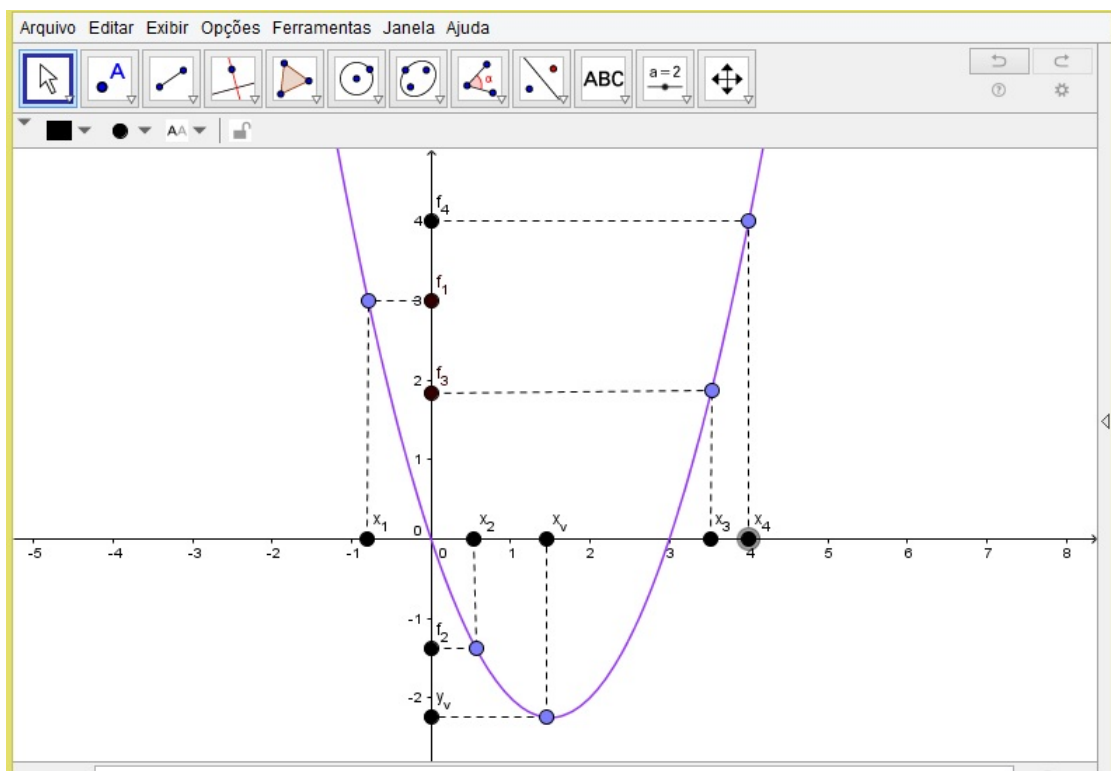 Arquivo Editar Exibir Opções Ferramentas Janela Ajuda
A α ABC a=2
AA
f4
4
f1
3
2
f3
1
0
x1 x2 xv x3 x4
-5 -4 -3 -2 -1 0 1 2 3 4 5 6 7 8
-1
f2
-2
yv